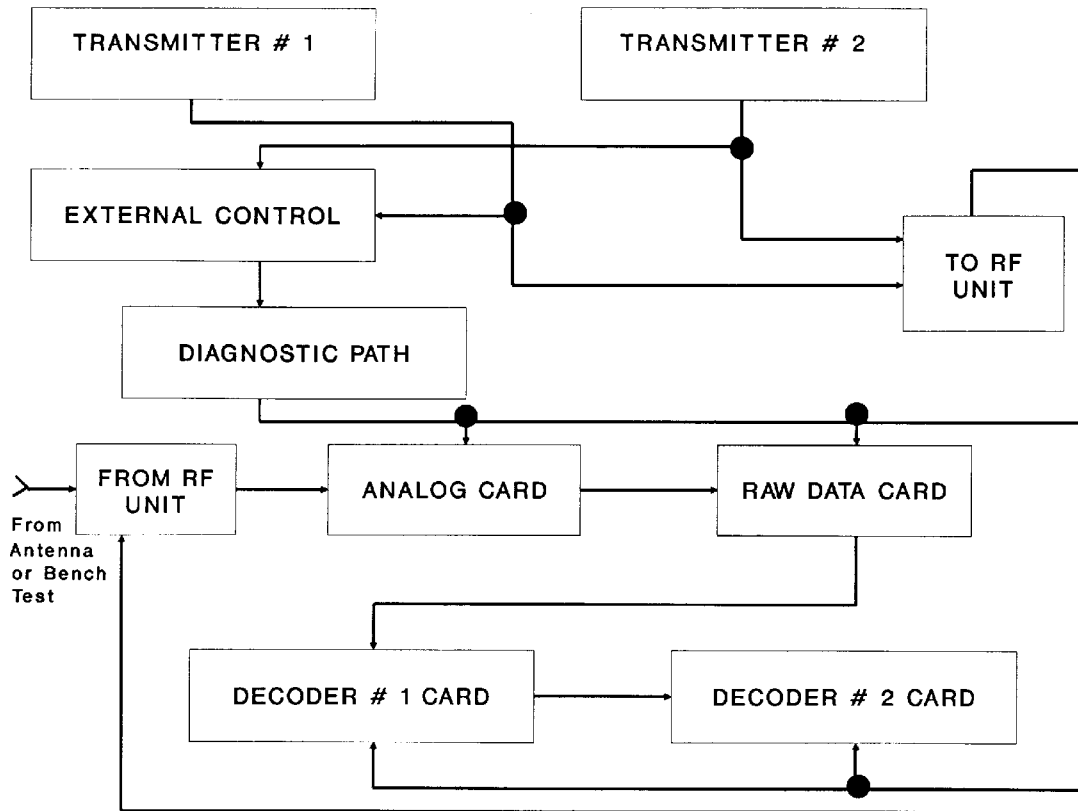 TRANSMITTER # 1
TRANSMITTER # 2
EXTERNAL CONTROL
TO RF
UNIT
DIAGNOSTIC PATH
FROM RF
UNIT
ANALOG CARD
RAW DATA CARD
From
Antenna
or Bench
Test
DECODER # 1 CARD
DECODER # 2 CARD